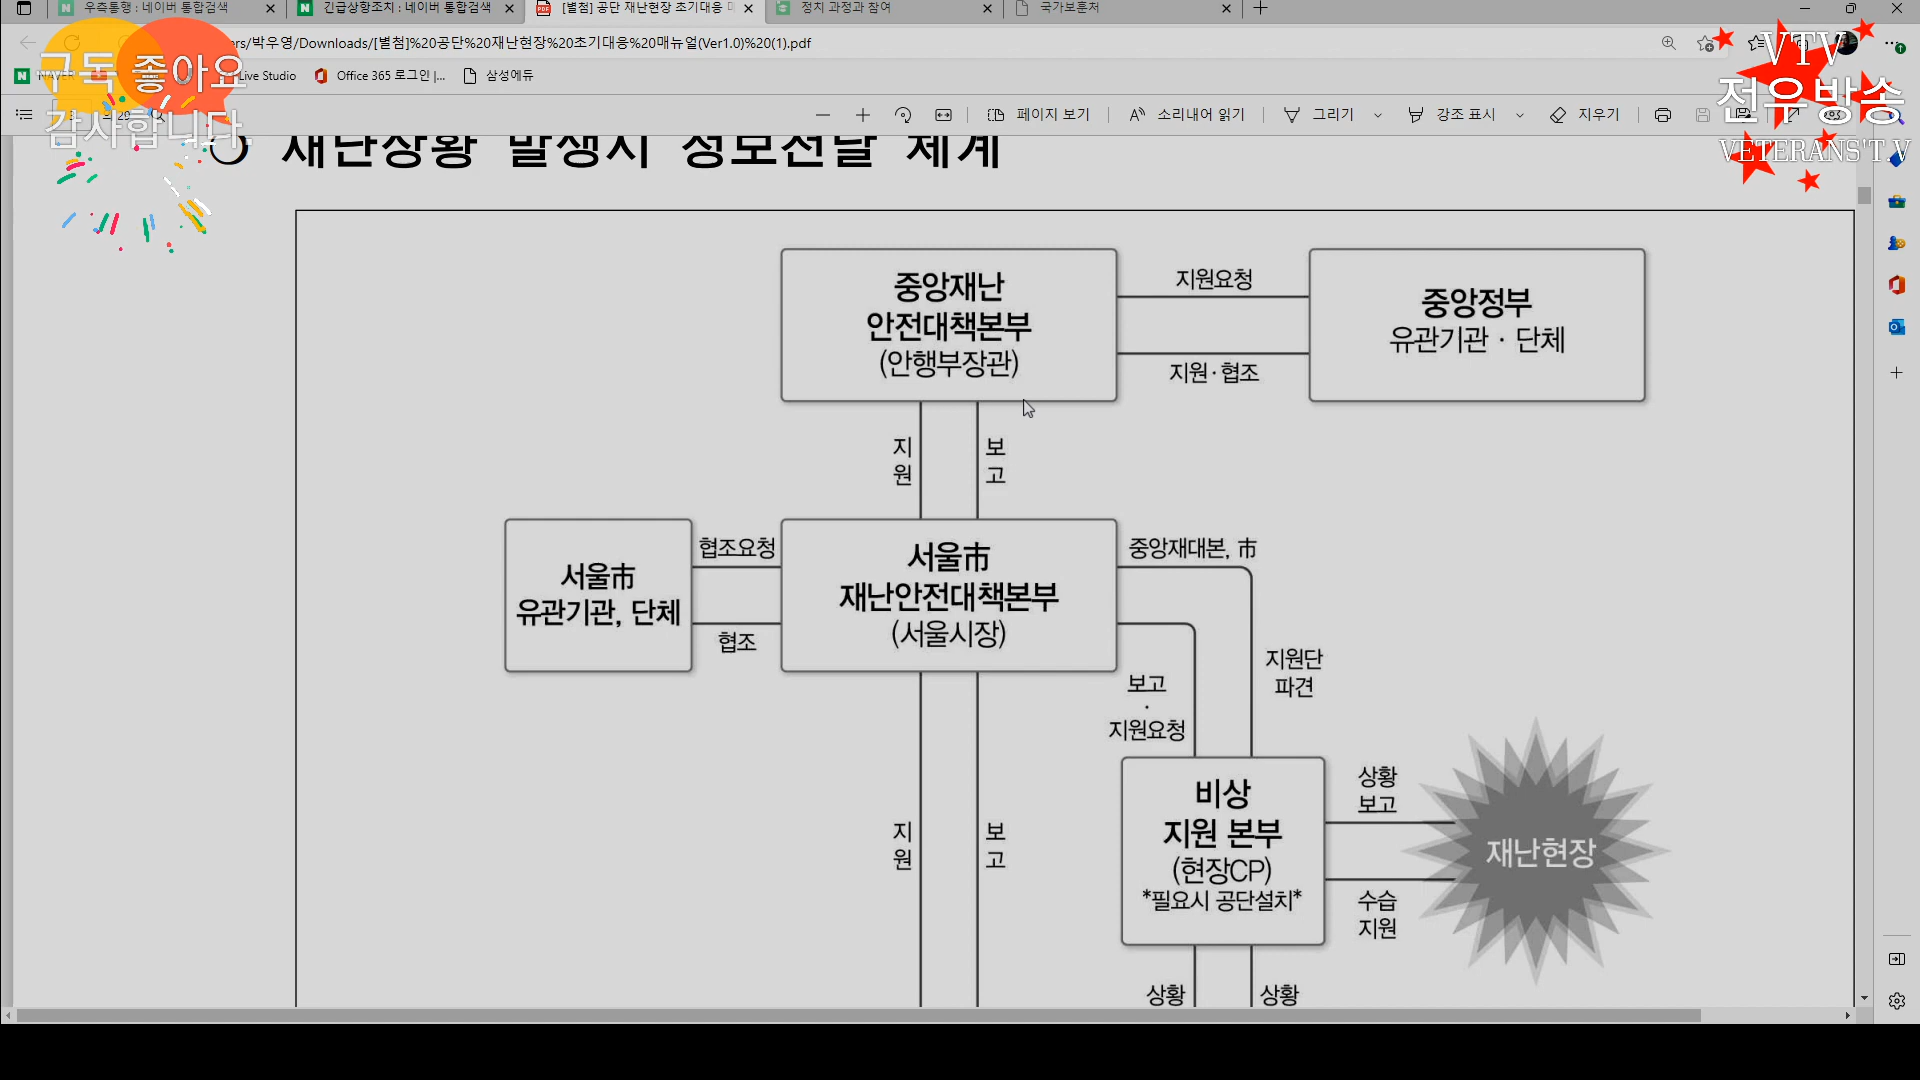 우측통행 : 네이버 통합검색
긴급상황조치 : 네이버 통합검색
[별첨] 공단 재난현장 초기대응 매
정치 과정과 참여
국가보훈처
ers/박우영/Downloads/[별첨]%20공단%20재난현장%20초기대응%20매뉴얼(Ver1.0)%20(1).pdf
Live Studio
Office 365 로그인 |...
삼성에듀
페이지 보기
소리내어 읽기
그리기
강조 표시
지우기
구독 좋아요
감사합니다.
VTV
전우방송
VETERANS'T.V
재난상황 발생시 정보전달 체계
중앙재난
안전대책본부
(안행부장관)
지원요청
지원·협조
중앙정부
유관기관 · 단체
지원
보고
서울市
유관기관, 단체
협조요청
협조
서울市
재난안전대책본부
(서울시장)
중앙재대본, 市
지원단
파견
보고
·
지원요청
지원
보고
비상
지원 본부
(현장CP)
*필요시 공단설치*
상황
보고
수습
지원
재난현장
상황
상황